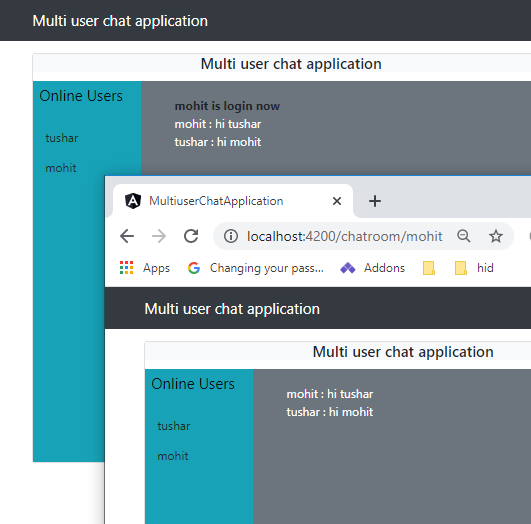 Multi user chat application
Multi user chat application
Online Users
tushar
mohit
mohit is login now
mohit : hi tushar
tushar : hi mohit
MultiuserChatApplication
localhost:4200/chatroom/mohit
Apps
Changing your pass...
Addons
hid
Multi user chat application
Multi user chat application
Online Users
tushar
mohit
mohit : hi tushar
tushar : hi mohit